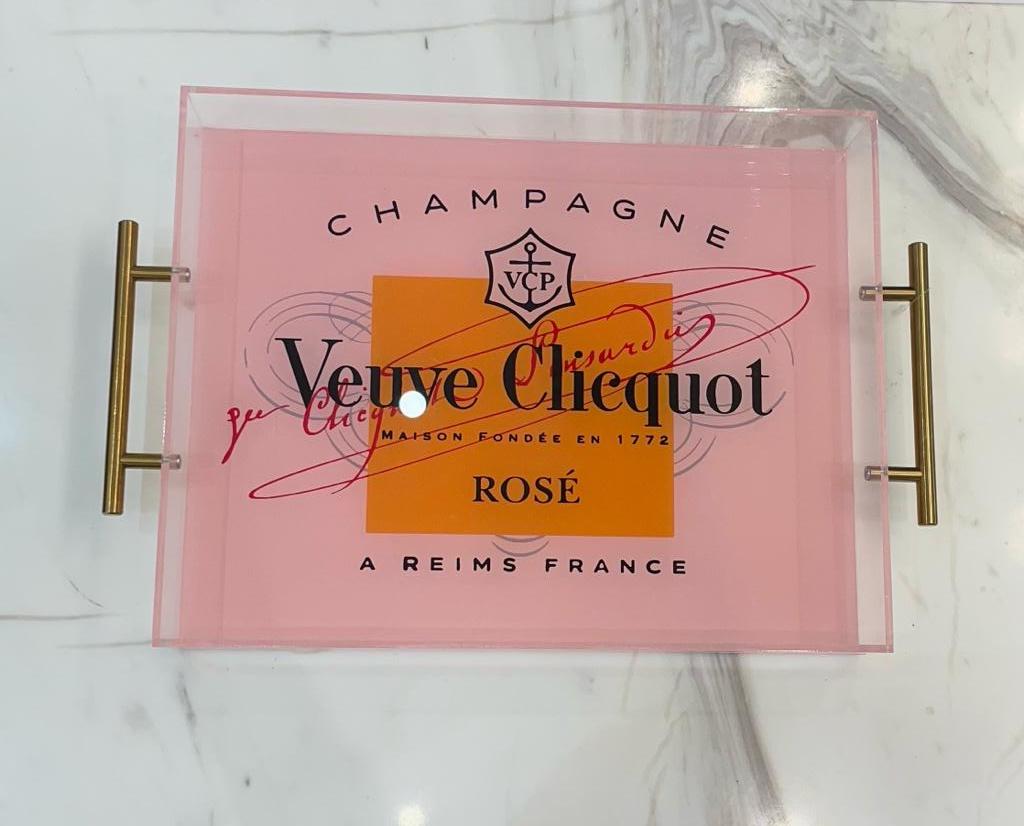 CHAMPAGNE
VCP
Veuve Clicquot
MAISON FONDÉE EN 1772
ROSÉ
A REIMS FRANCE